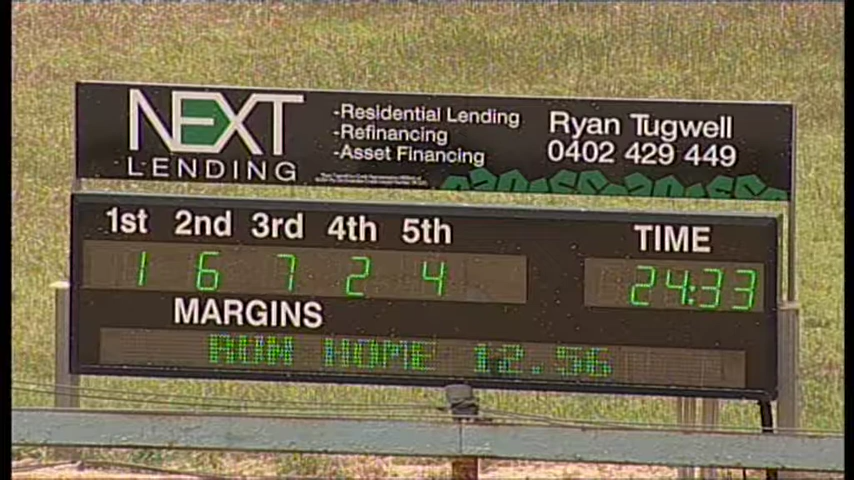 NEXT
LENDING
-Residential Lending
-Refinancing
-Asset Financing
Ryan Tugwell
0402 429 449
1st 2nd 3rd 4th 5th
1 6 7 2 4
TIME
24:33
MARGINS
RUN HOME 12.56